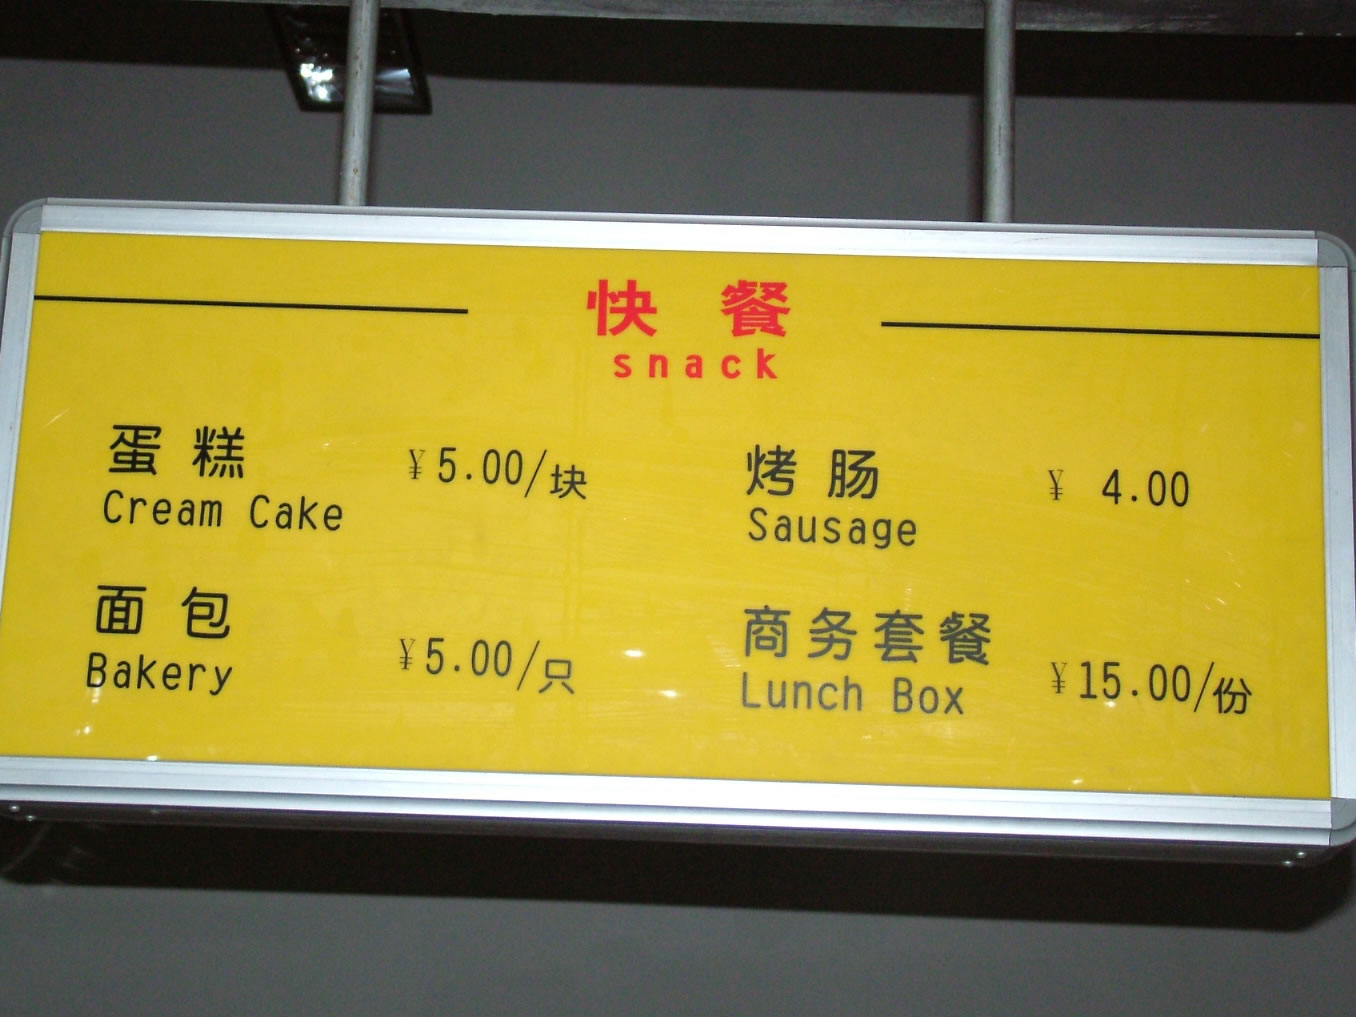 快餐
snack
蛋糕
Cream Cake
¥5.00/块
面包
Bakery
¥5.00/只
烤肠
Sausage
¥ 4.00
商务套餐
Lunch Box
¥15.00/份